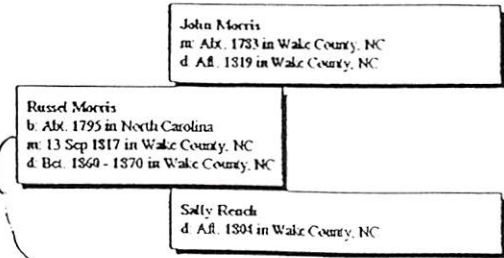 John Morris
m: Abt. 1783 in Wake County, NC
d: Aft. 1819 in Wake County, NC
Russel Morris
b: Abt. 1795 in North Carolina
m: 13 Sep 1817 in Wake County, NC
d: Bet. 1860 - 1870 in Wake County, NC
Sally Reach
d: Aft. 1804 in Wake County, NC